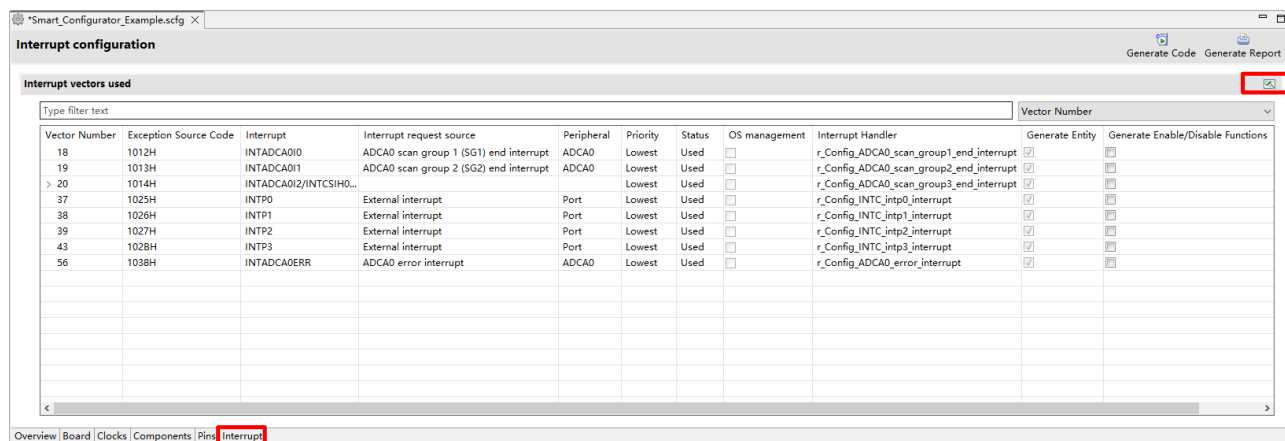 *Smart_Configurator_Example.scfg
Interrupt configuration
Generate Code Generate Report
Interrupt vectors used
Type filter text Vector Number
Vector Number Exception Source Code Interrupt Interrupt request source Peripheral Priority Status OS management Interrupt Handler Generate Entity Generate Enable/Disable Functions
18 1012H INTADCA0I0 ADCA0 scan group 1 (SG1) end interrupt ADCA0 Lowest Used r_Config_ADCA0_scan_group1_end_interrupt
19 1013H INTADCA0I1 ADCA0 scan group 2 (SG2) end interrupt ADCA0 Lowest Used r_Config_ADCA0_scan_group2_end_interrupt
20 1014H INTADCA0I2/INTCSIH0... Lowest Used r_Config_ADCA0_scan_group3_end_interrupt
37 1025H INTP0 External interrupt Port Lowest Used r_Config_INTC_intp0_interrupt
38 1026H INTP1 External interrupt Port Lowest Used r_Config_INTC_intp1_interrupt
39 1027H INTP2 External interrupt Port Lowest Used r_Config_INTC_intp2_interrupt
43 102BH INTP3 External interrupt Port Lowest Used r_Config_INTC_intp3_interrupt
56 1038H INTADCA0ERR ADCA0 error interrupt ADCA0 Lowest Used r_Config_ADCA0_error_interrupt
Overview Board Clocks Components Pins Interrupt